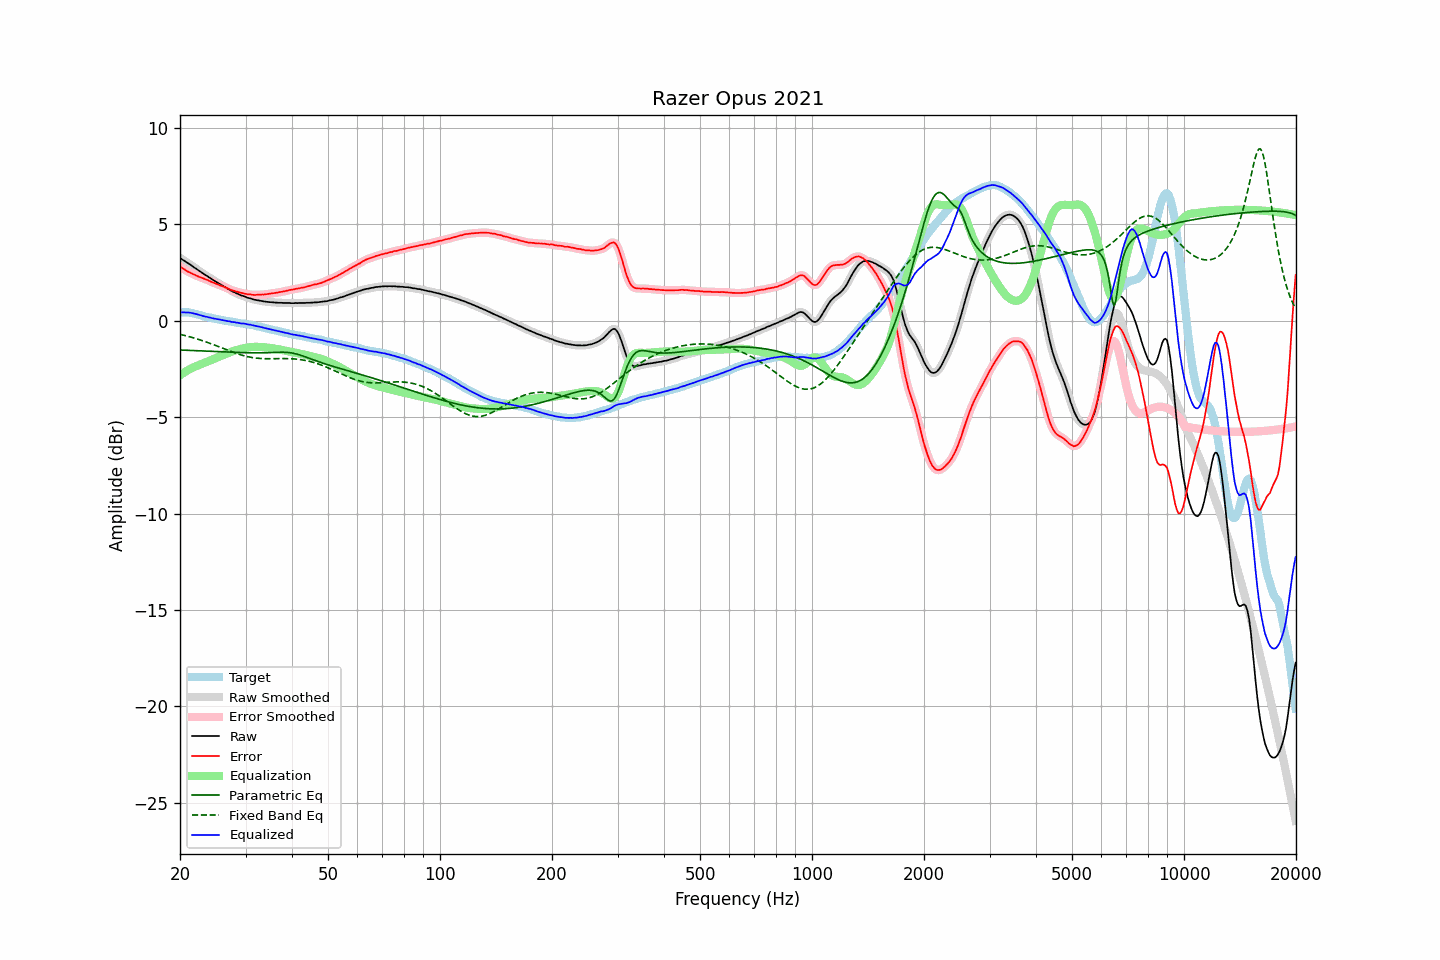 Razer Opus 2021
10
5
0
−5
−10
−15
−20
−25
Amplitude (dBr)
Target
Raw Smoothed
Error Smoothed
Raw
Error
Equalization
Parametric Eq
Fixed Band Eq
Equalized
20 50 100 200 500 1000 2000 5000 10000 20000
Frequency (Hz)